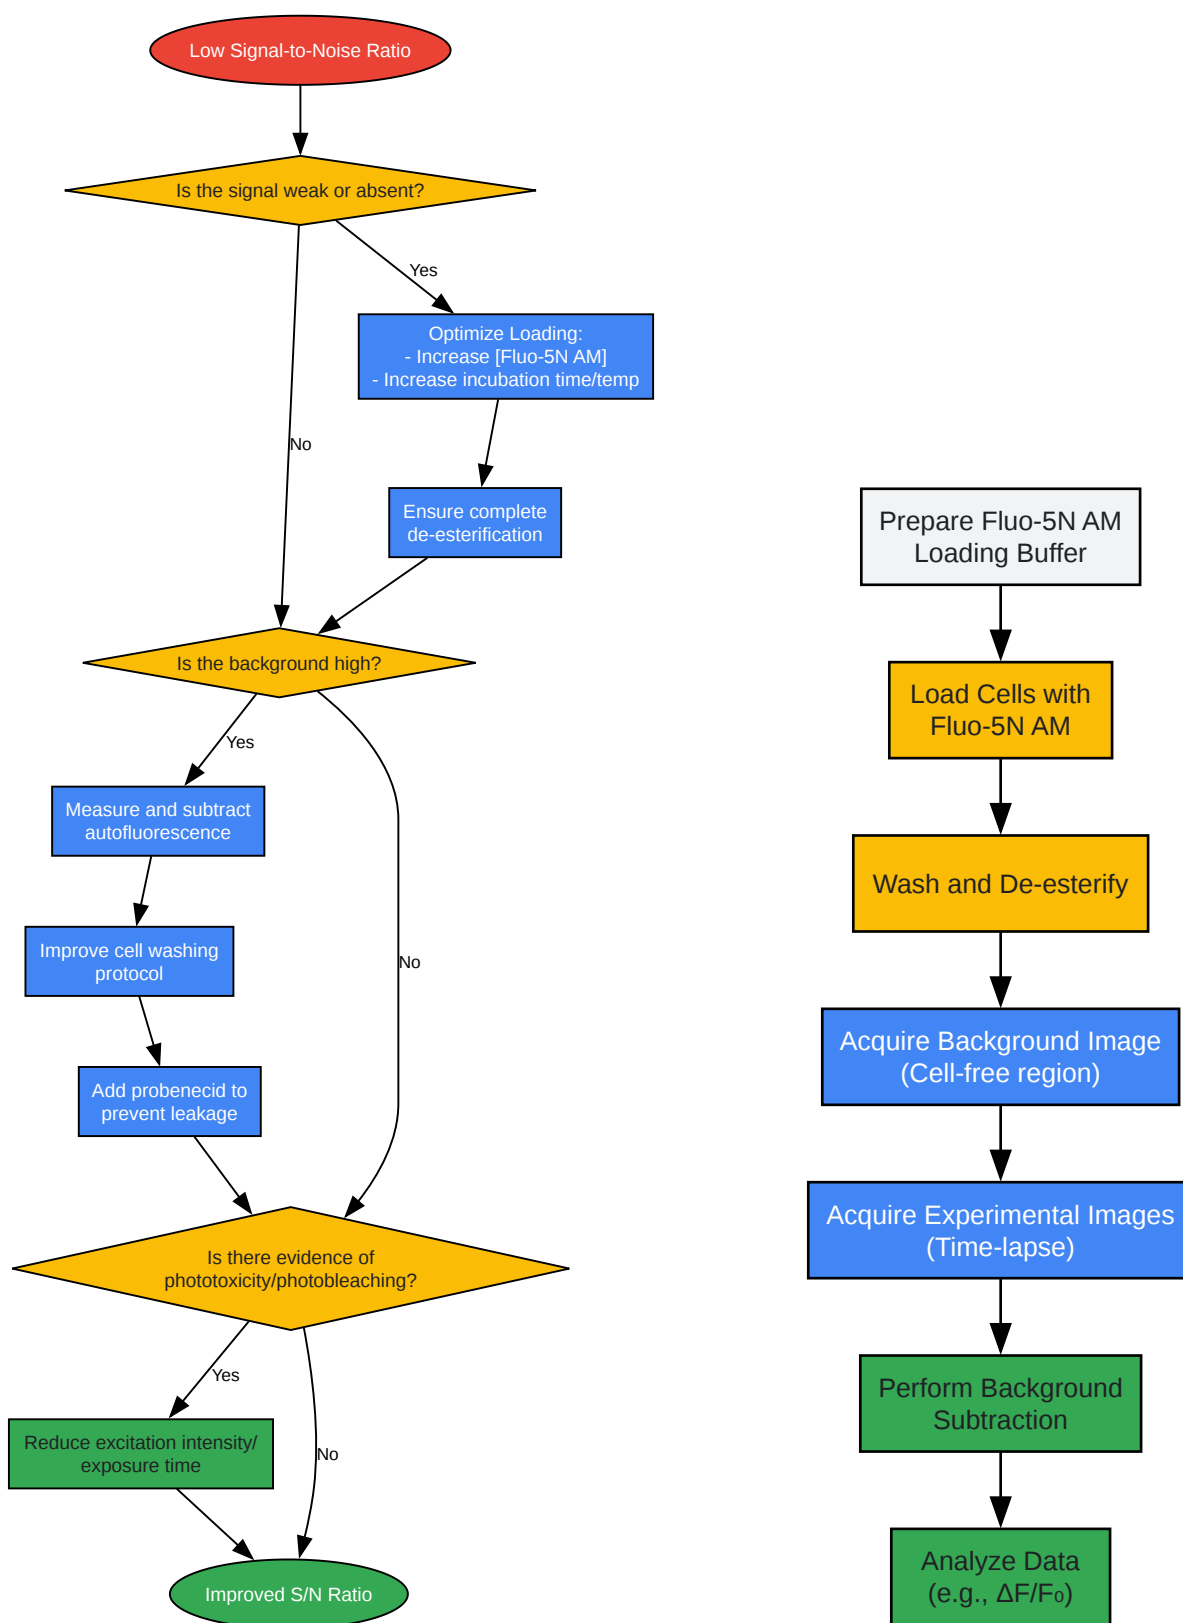 Low Signal-to-Noise Ratio
Is the signal weak or absent?
Yes
Optimize Loading:
- Increase [Fluo-5N AM]
- Increase incubation time/temp
No
Ensure complete
de-esterification
Is the background high?
Yes
Measure and subtract
autofluorescence
Improve cell washing
protocol
No
Add probenecid to
prevent leakage
Is there evidence of
phototoxicity/photobleaching?
Yes
Reduce excitation intensity/
exposure time
No
Improved S/N Ratio
Prepare Fluo-5N AM
Loading Buffer
Load Cells with
Fluo-5N AM
Wash and De-esterify
Acquire Background Image
(Cell-free region)
Acquire Experimental Images
(Time-lapse)
Perform Background
Subtraction
Analyze Data
(e.g., ΔF/F₀)